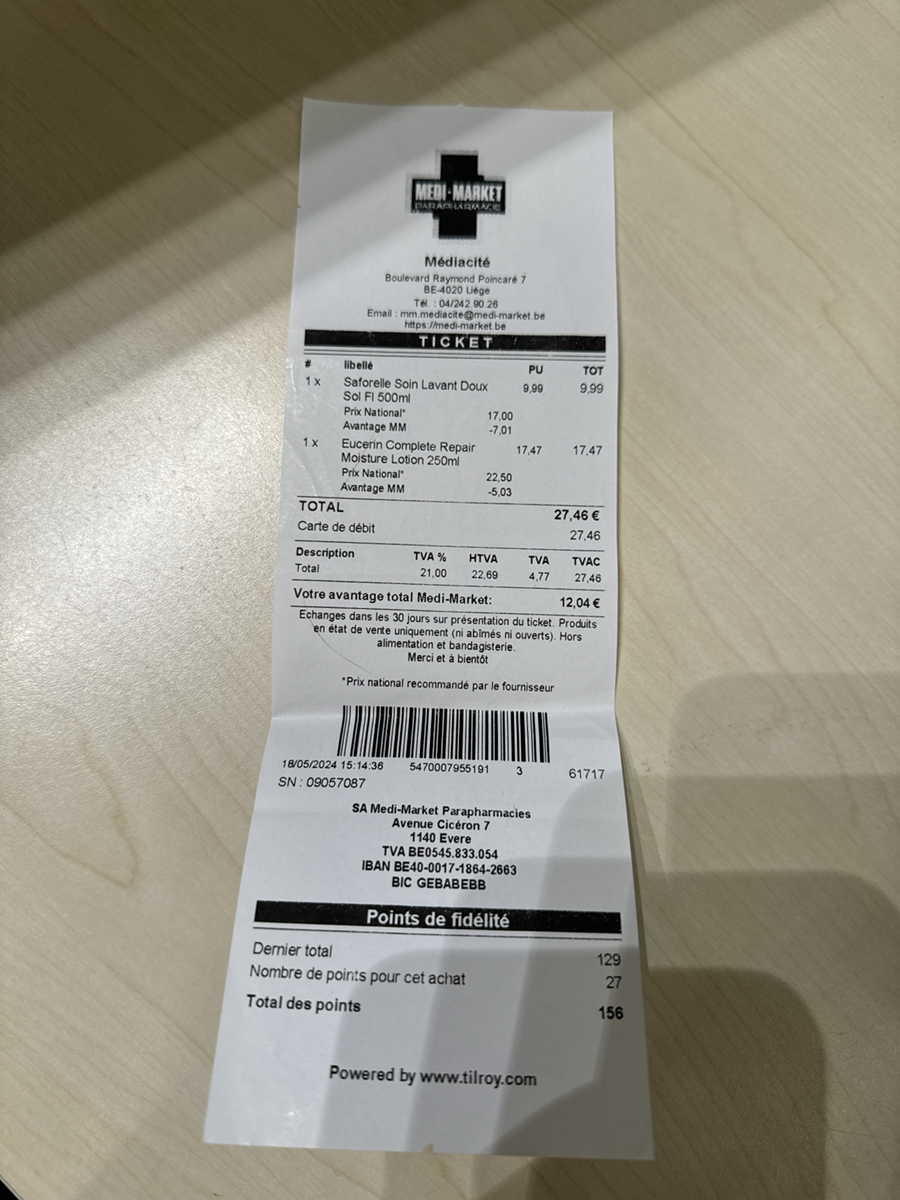 MEDI-MARKET
PARAPHARMACIE
Médiacité
Boulevard Raymond Poincaré 7
BE-4020 Liège
Tél. : 04/242.90.26
Email : mm.mediacite@medi-market.be
https://medi-market.be
TICKET
# libellé PU TOT
1 x Saforelle Soin Lavant Doux 9,99 9,99
Sol Fl 500ml
Prix National* 17,00
Avantage MM -7,01
1 x Eucerin Complete Repair 17,47 17,47
Moisture Lotion 250ml
Prix National* 22,50
Avantage MM -5,03
TOTAL 27,46 €
Carte de débit 27,46
Description TVA % HTVA TVA TVAC
Total 21,00 22,69 4,77 27,46
Votre avantage total Medi-Market: 12,04 €
Echanges dans les 30 jours sur présentation du ticket. Produits
en état de vente uniquement (ni abîmés ni ouverts). Hors
alimentation et bandagisterie.
Merci et à bientôt
*Prix national recommandé par le fournisseur
18/05/2024 15:14:36 5470007955191 3 61717
SN : 09057087
SA Medi-Market Parapharmacies
Avenue Cicéron 7
1140 Evere
TVA BE0545.833.054
IBAN BE40-0017-1864-2663
BIC GEBABEBB
Points de fidélité
Dernier total 129
Nombre de points pour cet achat 27
Total des points 156
Powered by www.tilroy.com